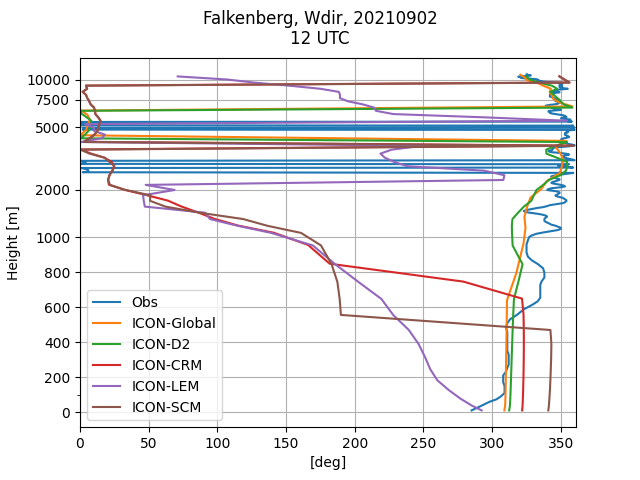 Falkenberg, Wdir, 20210902
12 UTC
Height [m]
10000
7500
5000
2000
1000
800
600
400
200
0
Obs
ICON-Global
ICON-D2
ICON-CRM
ICON-LEM
ICON-SCM
0 50 100 150 200 250 300 350
[deg]